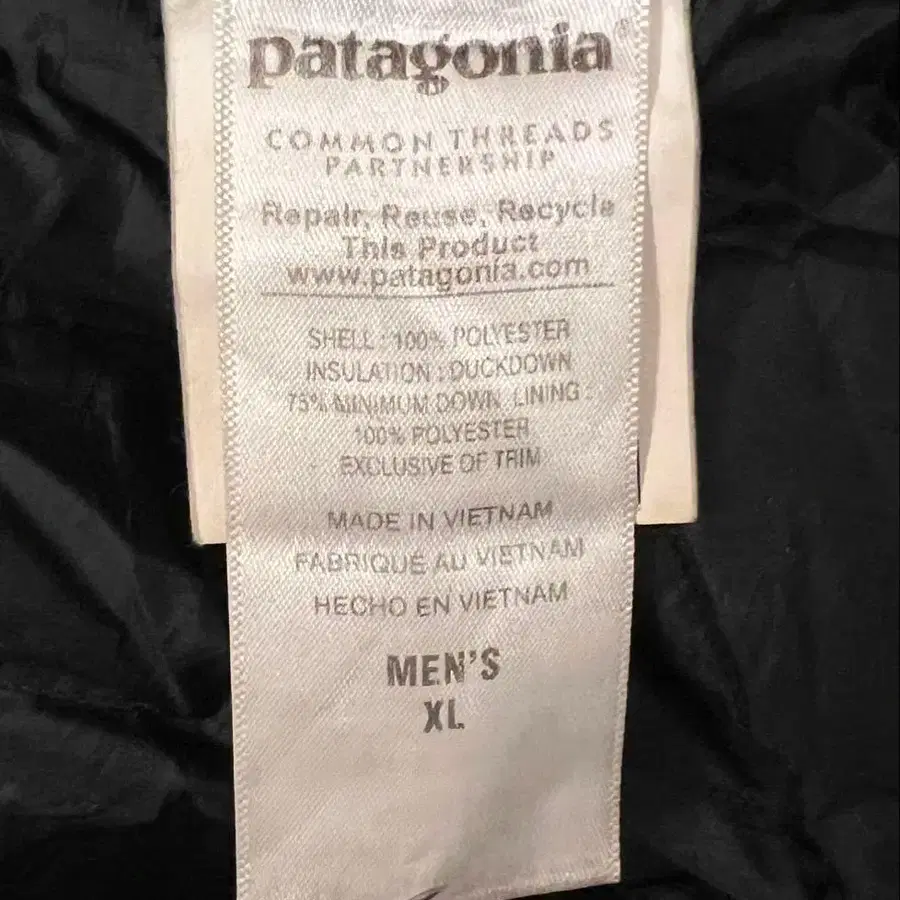 patagonia®
COMMON THREADS
PARTNERSHIP
Repair, Reuse, Recycle
This Product
www.patagonia.com
SHELL : 100% POLYESTER
INSULATION : DUCKDOWN
75% MINIMUM DOWN LINING :
100% POLYESTER
EXCLUSIVE OF TRIM
MADE IN VIETNAM
FABRIQUE AU VIETNAM
HECHO EN VIETNAM
MEN'S
XL